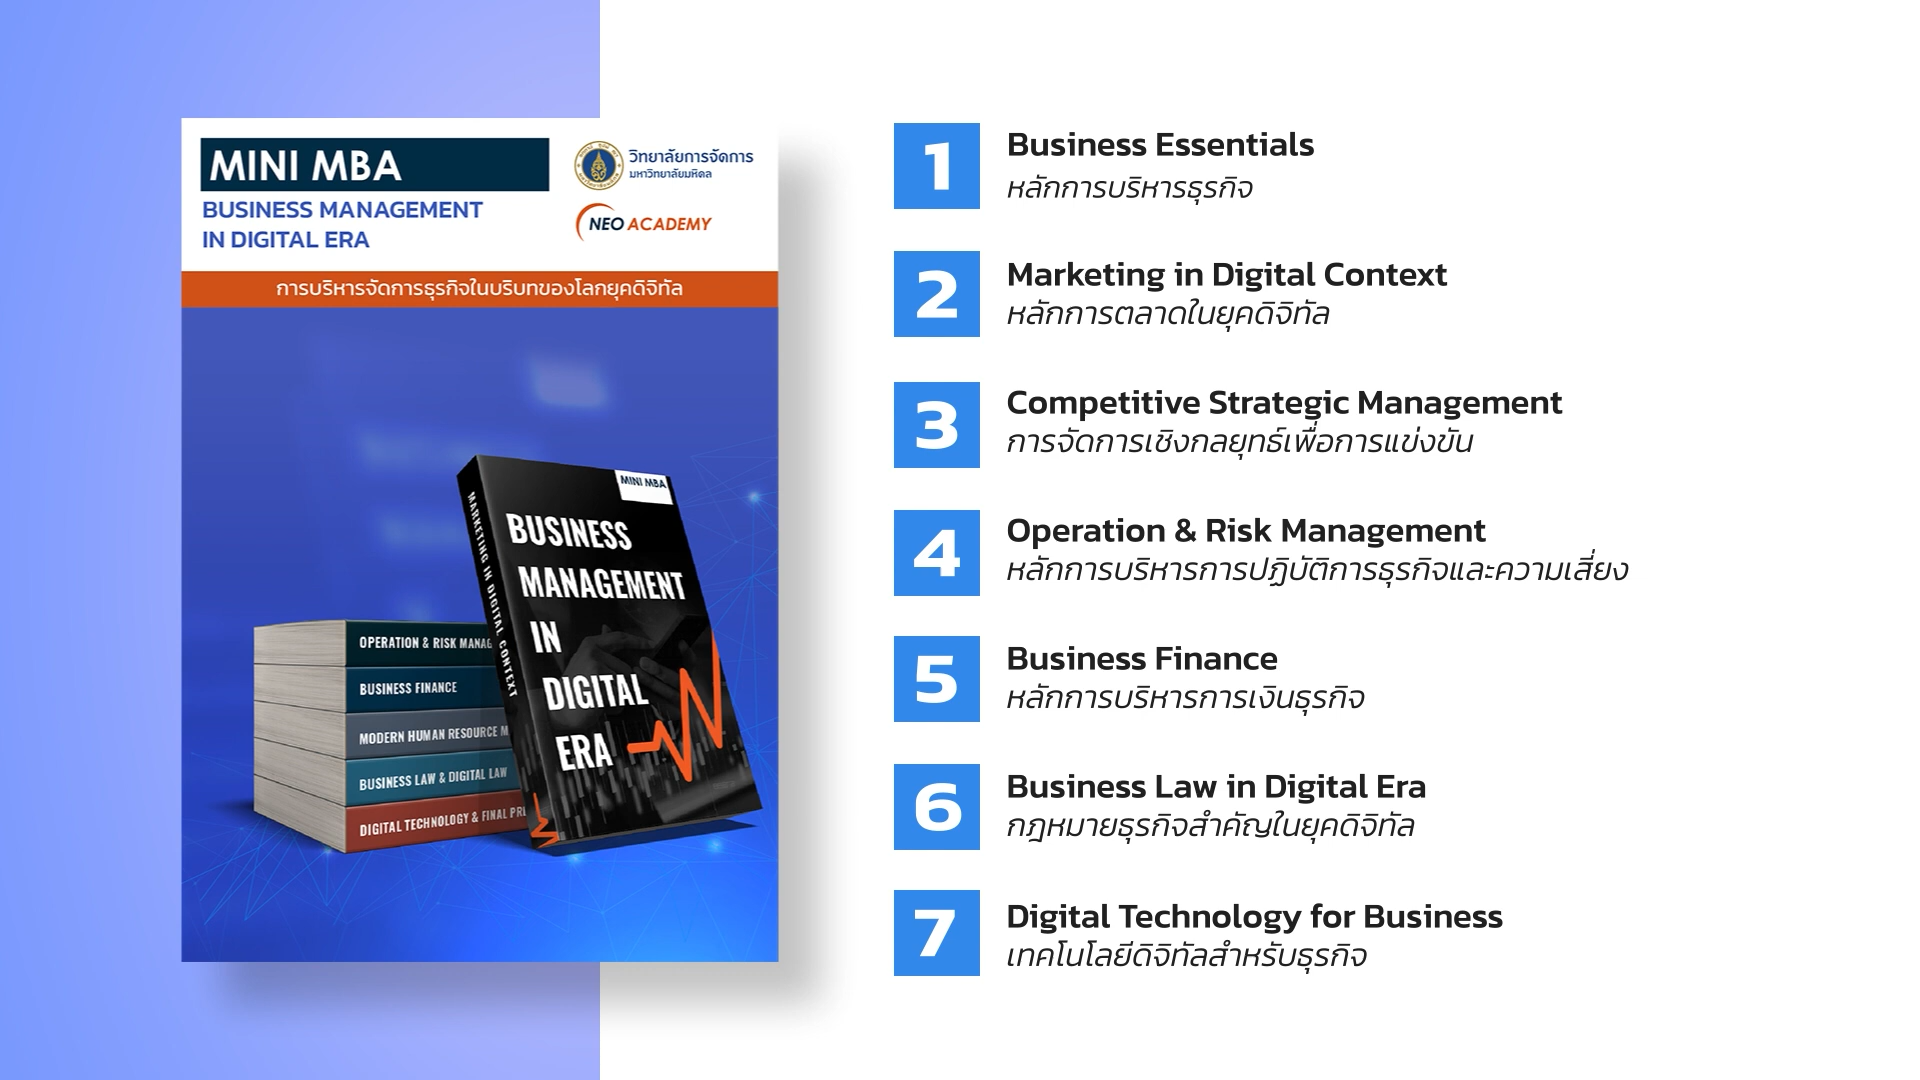 MINI MBA
BUSINESS MANAGEMENT
IN DIGITAL ERA
วิทยาลัยการจัดการ
มหาวิทยาลัยมหิดล
NEO ACADEMY
การบริหารจัดการธุรกิจในบริบทของโลกยุคดิจิทัล
MINI MBA
BUSINESS
MANAGEMENT
IN
DIGITAL
ERA
MARKETING IN DIGITAL CONTEXT
OPERATION & RISK
BUSINESS FINANCE
MODERN HUMAN RESOURCE
BUSINESS LAW & DIGITAL LAW
DIGITAL TECHNOLOGY & FINAL
1
Business Essentials
หลักการบริหารธุรกิจ
2
Marketing in Digital Context
หลักการตลาดในยุคดิจิทัล
3
Competitive Strategic Management
การจัดการเชิงกลยุทธ์เพื่อการแข่งขัน
4
Operation & Risk Management
หลักการบริหารการปฏิบัติการธุรกิจและความเสี่ยง
5
Business Finance
หลักการบริหารการเงินธุรกิจ
6
Business Law in Digital Era
กฎหมายธุรกิจสำคัญในยุคดิจิทัล
7
Digital Technology for Business
เทคโนโลยีดิจิทัลสำหรับธุรกิจ